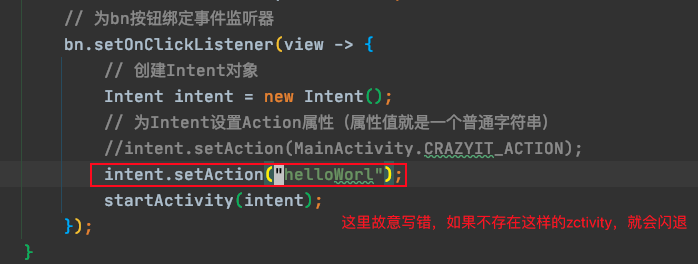 // 为bn按钮绑定事件监听器
bn.setOnClickListener(view -> {
// 创建Intent对象
Intent intent = new Intent();
// 为Intent设置Action属性（属性值就是一个普通字符串）
//intent.setAction(MainActivity.CRAZYIT_ACTION);
intent.setAction("helloWorl");
startActivity(intent);
这里故意写错，如果不存在这样的zctivity，就会闪退
});
}